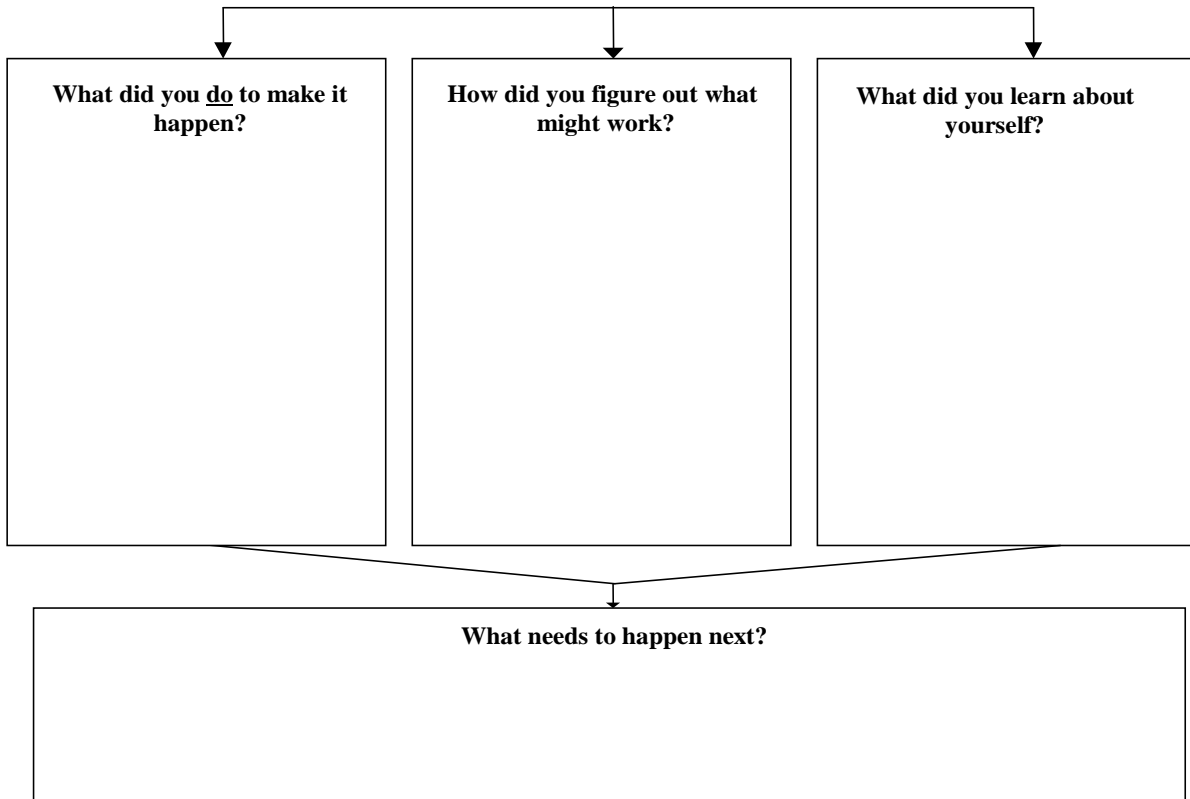 What did you do to make it
happen?
How did you figure out what
might work?
What did you learn about
yourself?
What needs to happen next?